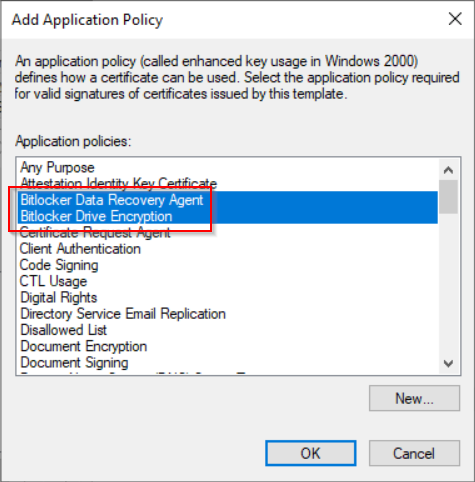 Add Application Policy
An application policy (called enhanced key usage in Windows 2000)
defines how a certificate can be used. Select the application policy required
for valid signatures of certificates issued by this template.
Application policies:
Any Purpose
Attestation Identity Key Certificate
Bitlocker Data Recovery Agent
Bitlocker Drive Encryption
Certificate Request Agent
Client Authentication
Code Signing
CTL Usage
Digital Rights
Directory Service Email Replication
Disallowed List
Document Encryption
Document Signing
New...
OK
Cancel